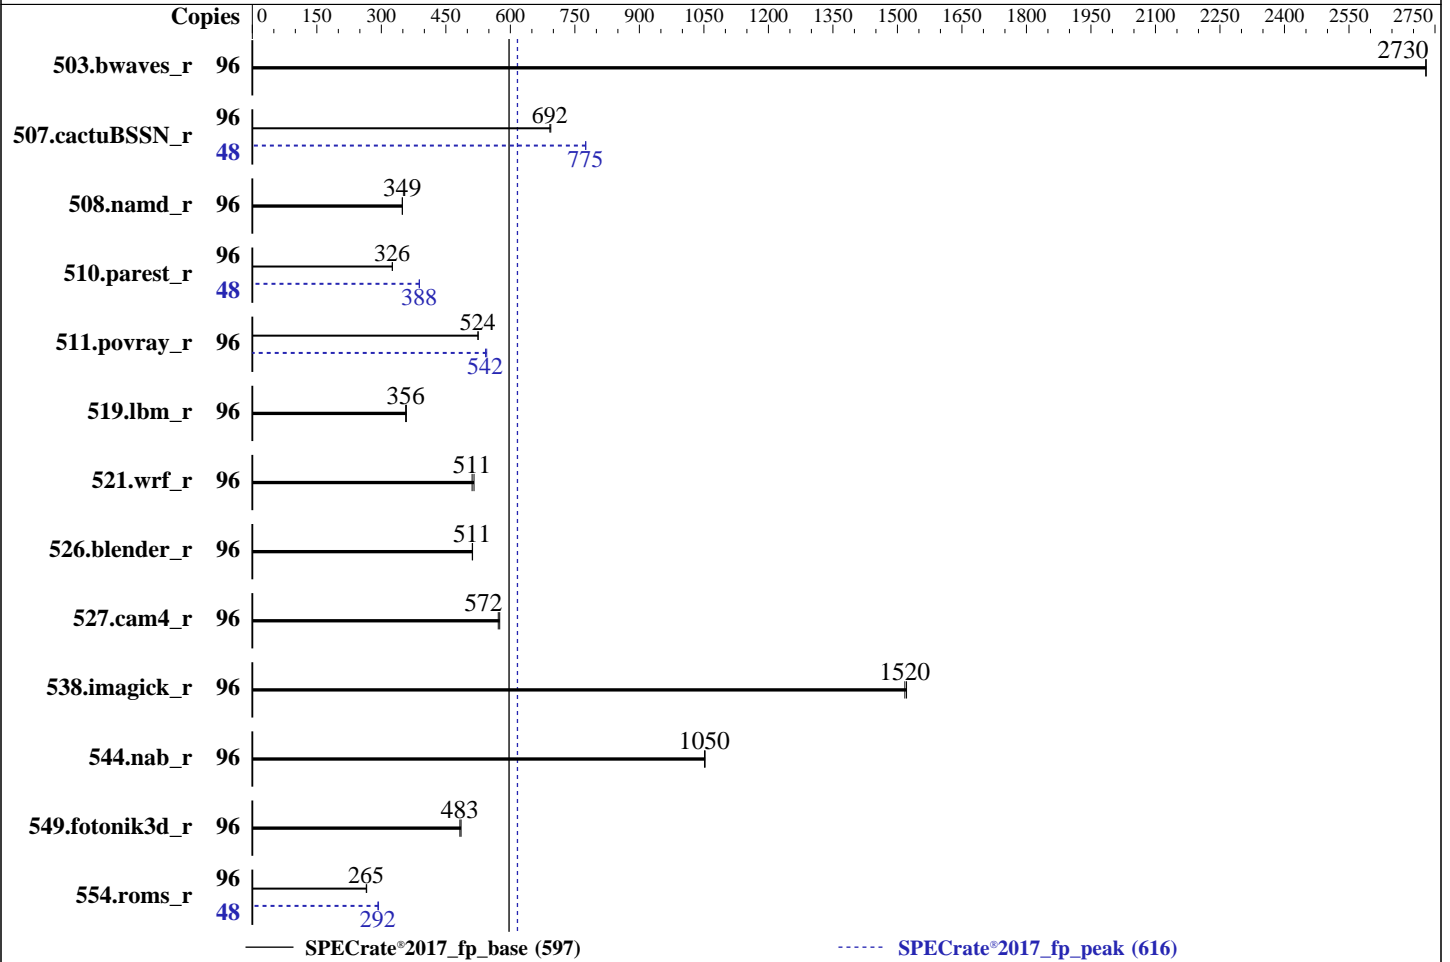 Copies 0 150 300 450 600 750 900 1050 1200 1350 1500 1650 1800 1950 2100 2250 2400 2550 2750
503.bwaves_r 96 2730
507.cactuBSSN_r 96 692
48 775
508.namd_r 96 349
510.parest_r 96 326
48 388
511.povray_r 96 524
542
519.lbm_r 96 356
521.wrf_r 96 511
526.blender_r 96 511
527.cam4_r 96 572
538.imagick_r 96 1520
544.nab_r 96 1050
549.fotonik3d_r 96 483
554.roms_r 96 265
48 292
SPECrate®2017_fp_base (597) SPECrate®2017_fp_peak (616)